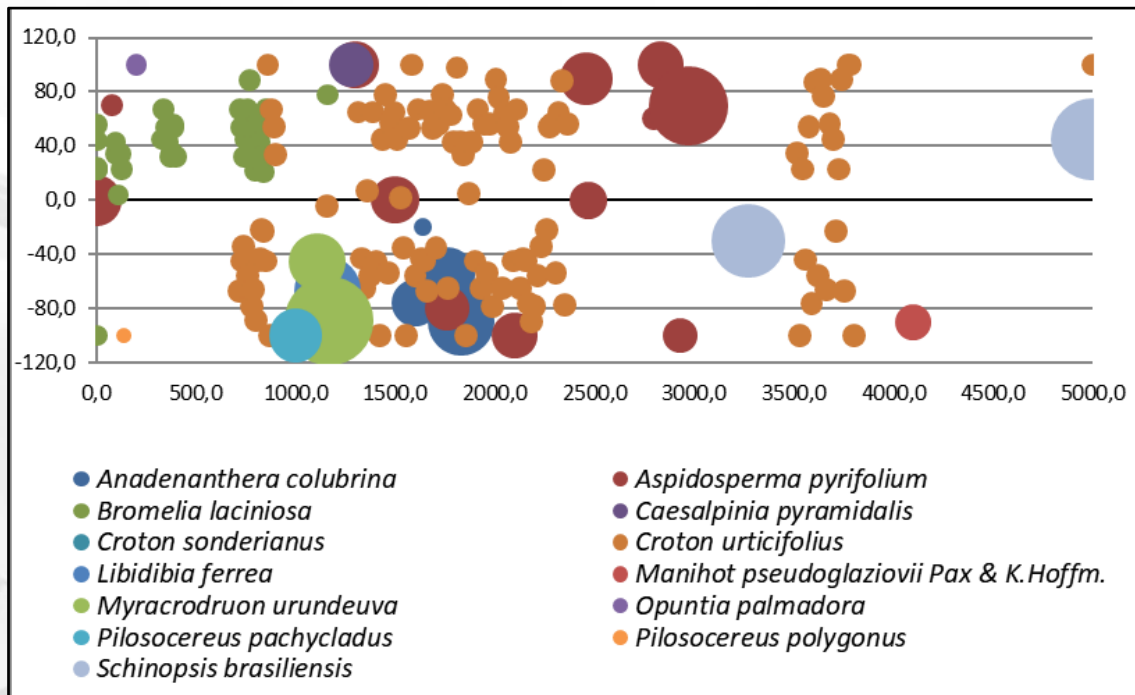 120,0
80,0
40,0
0,0
-40,0
-80,0
-120,0
0,0 500,0 1000,0 1500,0 2000,0 2500,0 3000,0 3500,0 4000,0 4500,0 5000,0
Anadenanthera colubrina Aspidosperma pyrifolium
Bromelia laciniosa Caesalpinia pyramidalis
Croton sonderianus Croton urticifolius
Libidibia ferrea Manihot pseudoglaziovii Pax & K.Hoffm.
Myracrodruon urundeuva Opuntia palmadora
Pilosocereus pachycladus Pilosocereus polygonus
Schinopsis brasiliensis